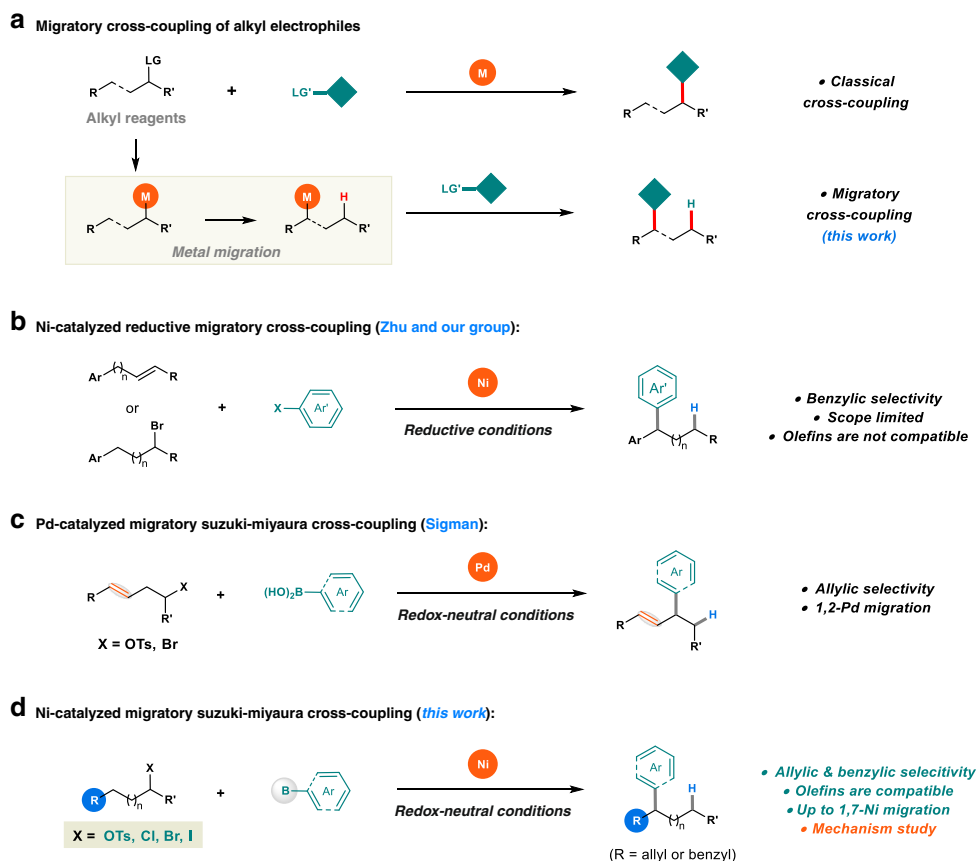 a Migratory cross-coupling of alkyl electrophiles
LG
R R'
+
LG'
M
Alkyl reagents
R R'
• Classical
cross-coupling
M
R R'
M H
R R'
Metal migration
LG'
H
R R'
• Migratory
cross-coupling
(this work)
b Ni-catalyzed reductive migratory cross-coupling (Zhu and our group):
Ar ( )n R
or
Br
Ar ( )n R
+
X Ar'
Ni
Reductive conditions
Ar'
H
Ar ( )n R
• Benzylic selectivity
• Scope limited
• Olefins are not compatible
c Pd-catalyzed migratory suzuki-miyaura cross-coupling (Sigman):
R X
R'
X = OTs, Br
+
(HO)2B Ar
Pd
Redox-neutral conditions
Ar
H
R
R'
• Allylic selectivity
• 1,2-Pd migration
d Ni-catalyzed migratory suzuki-miyaura cross-coupling (this work):
X
R ( )n R'
X = OTs, Cl, Br, I
+
B Ar
Ni
Redox-neutral conditions
Ar
H
R ( )n R'
(R = allyl or benzyl)
• Allylic & benzylic selecitivity
• Olefins are compatible
• Up to 1,7-Ni migration
• Mechanism study